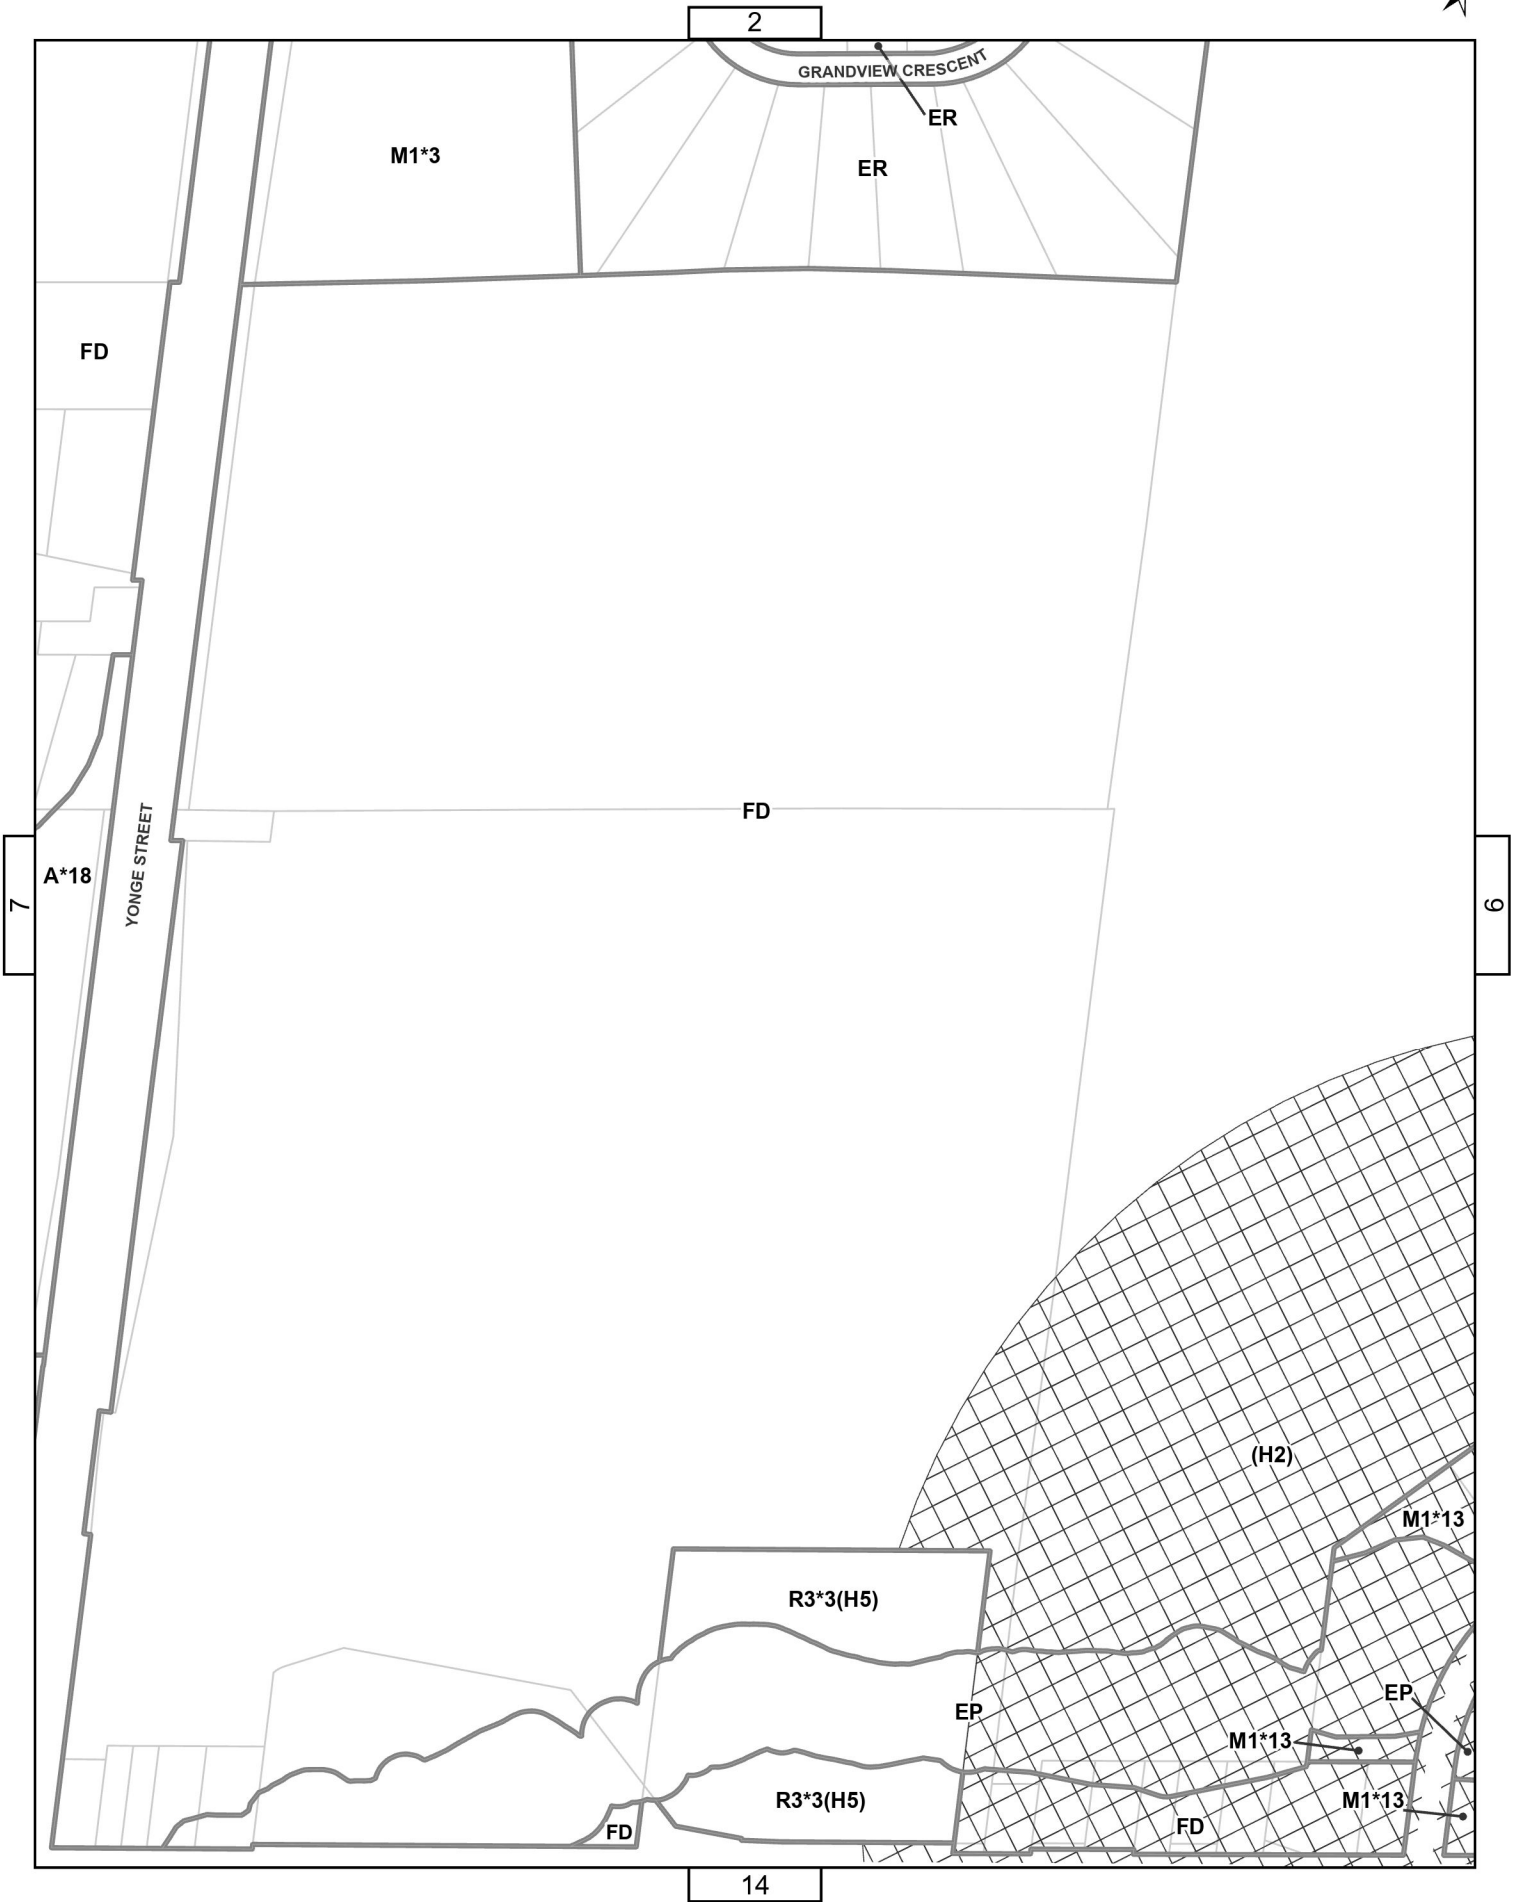 2
GRANDVIEW CRESCENT
ER
M1*3
ER
FD
FD
A*18
YONGE STREET
7
6
(H2)
M1*13
R3*3(H5)
EP
EP
M1*13
R3*3(H5)
M1*13
FD
FD
14